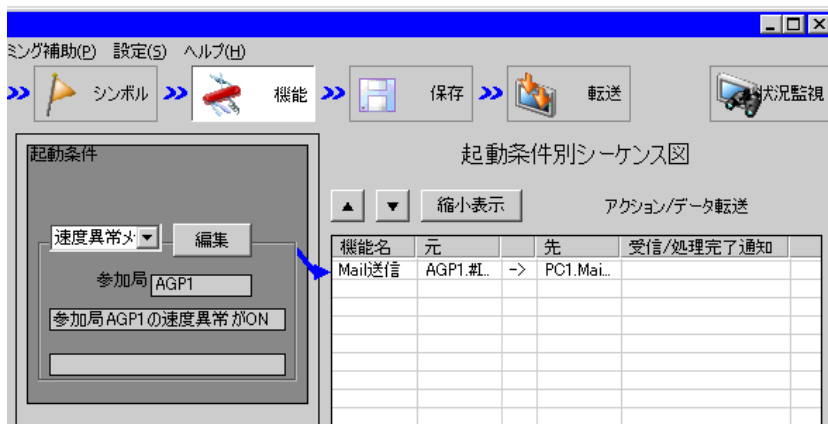 ミング補助(P) 設定(S) ヘルプ(H)
シンボル 機能 保存 転送 状況監視
起動条件
起動条件別シーケンス図
縮小表示
アクション/データ転送
速度異常メ 編集
機能名 元 先 受信/処理完了通知
Mail送信 AGP1.#I... -> PC1.Mai...
参加局 AGP1
参加局AGP1の速度異常がON